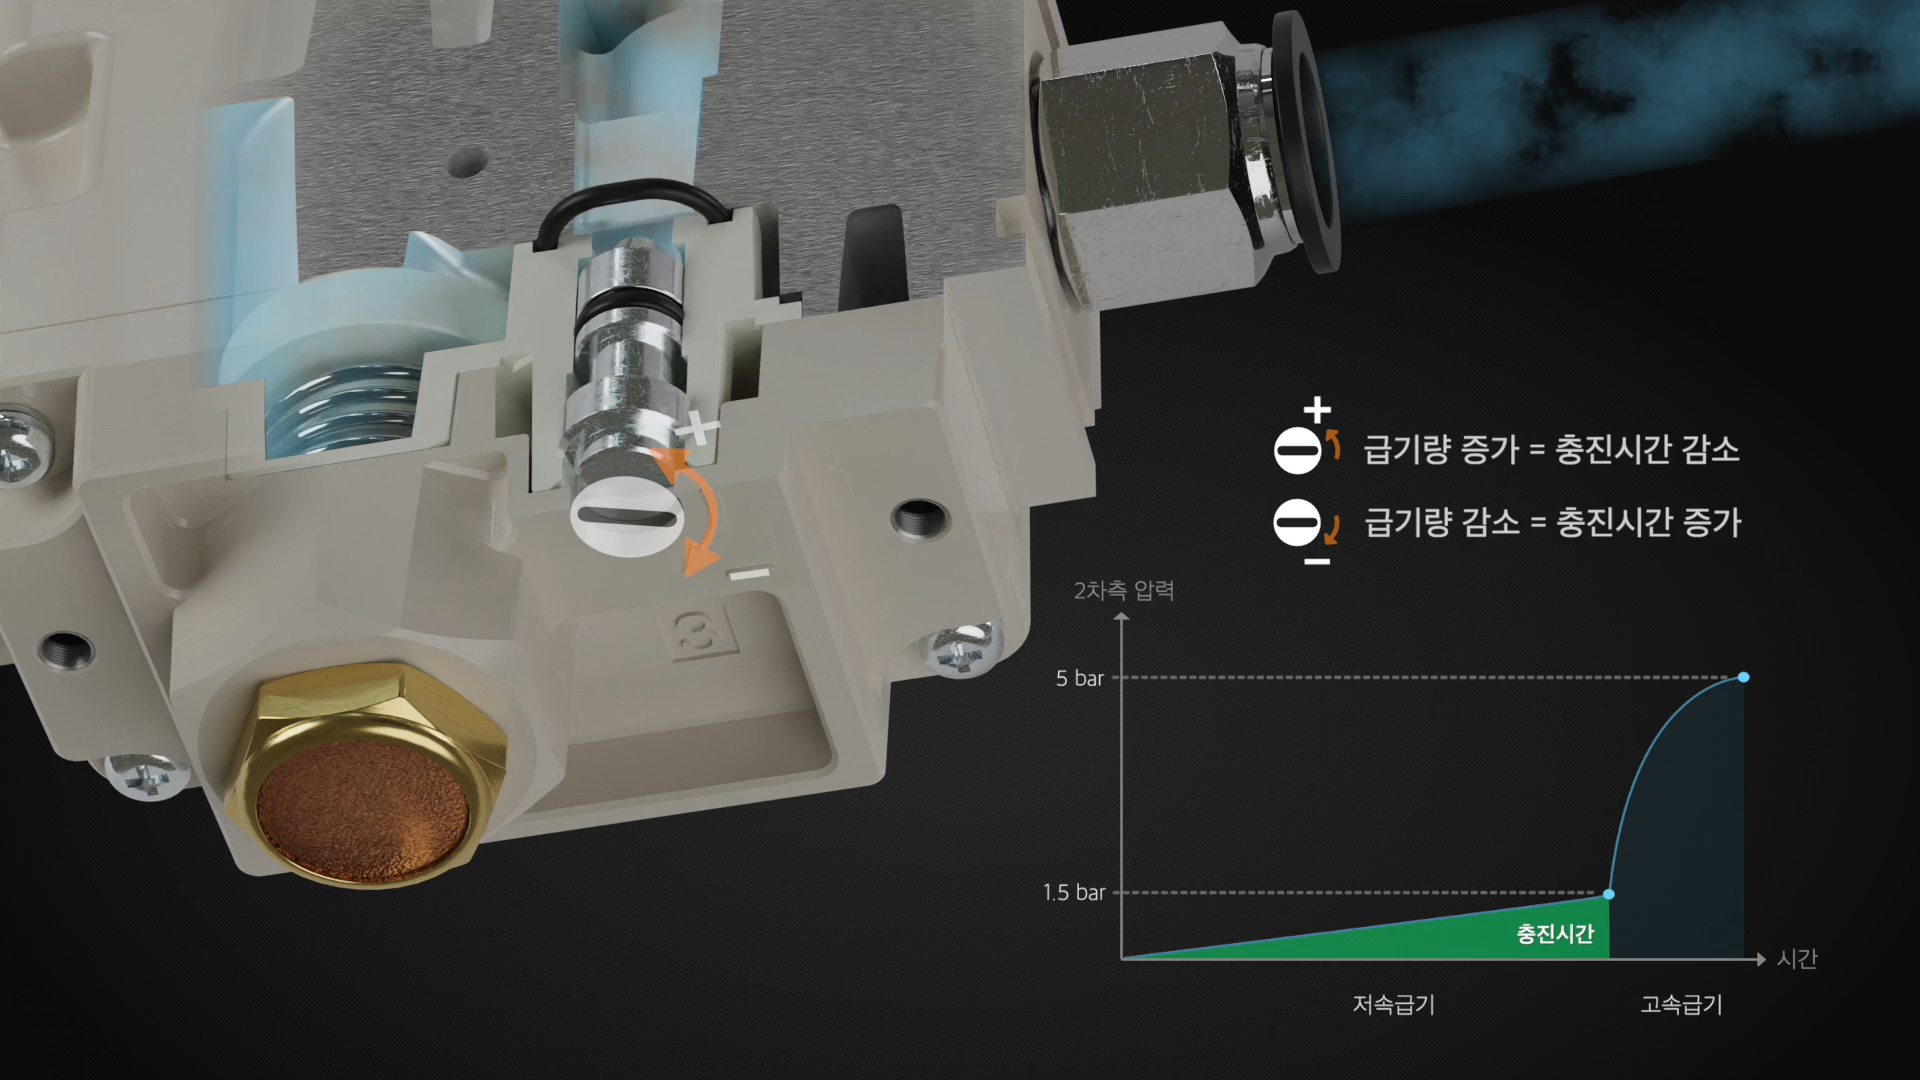 +
급기량 증가 = 충진시간 감소
급기량 감소 = 충진시간 증가
−
+
−
3
2차측 압력
5 bar
1.5 bar
충진시간
시간
저속급기
고속급기